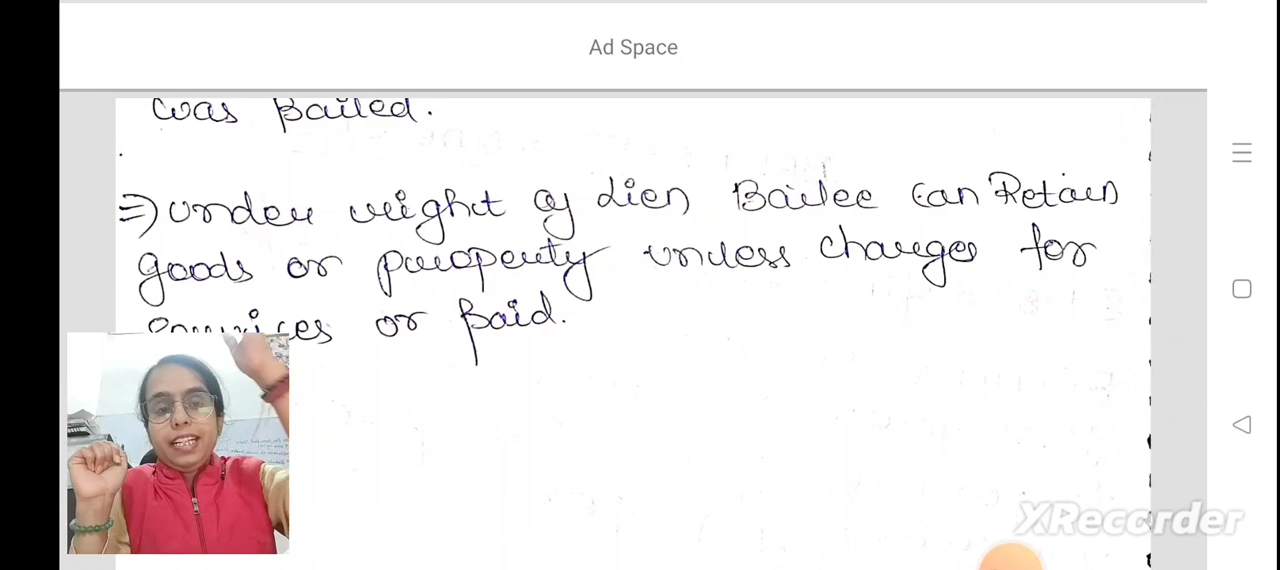 Ad Space
was Bailed.
⇒ Under right of Lien Bailee can Retain
goods or property unless charges for
services or Paid.
XRecorder